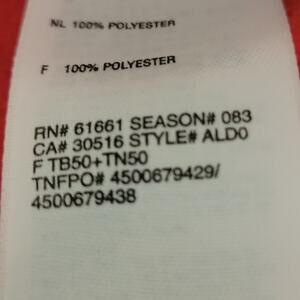 NL 100% POLYESTER
F 100% POLYESTER
RN# 61661 SEASON# 083
CA# 30516 STYLE# ALD0
F TB50+TN50
TNFPO# 4500679429/
4500679438